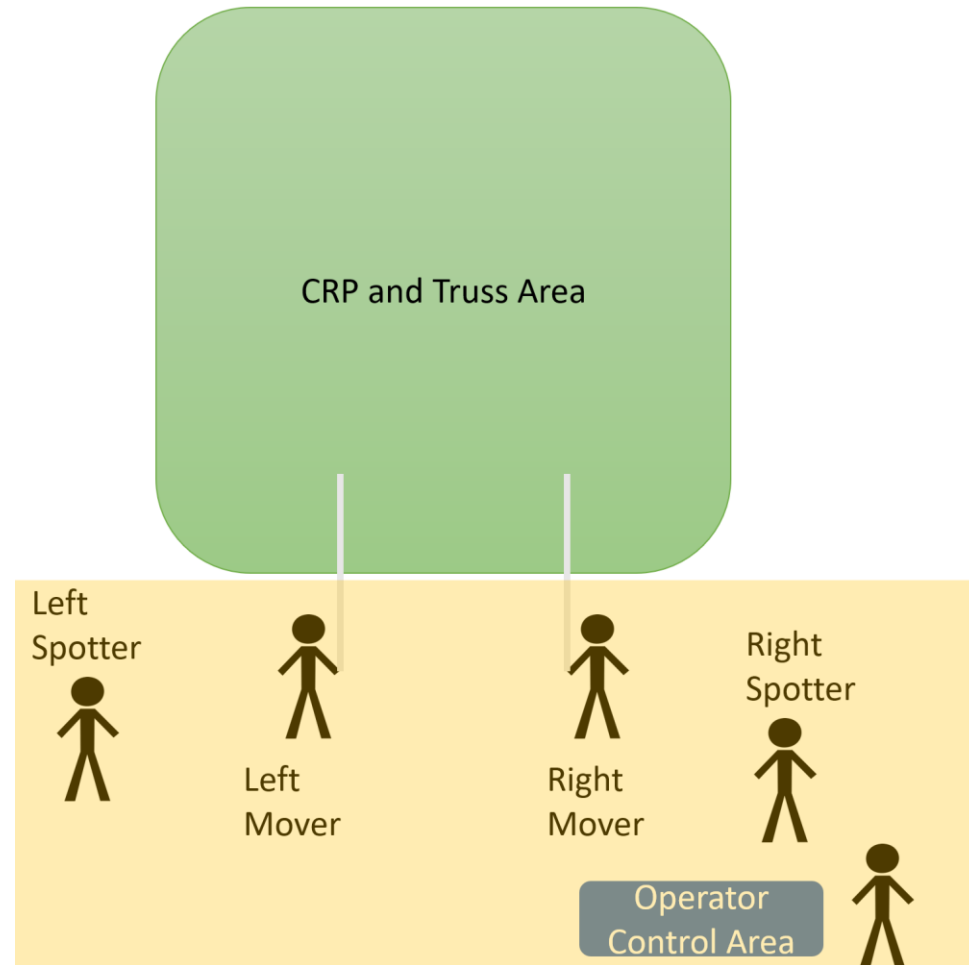 CRP and Truss Area
Left
Spotter
Right
Spotter
Left
Mover
Right
Mover
Operator
Control Area